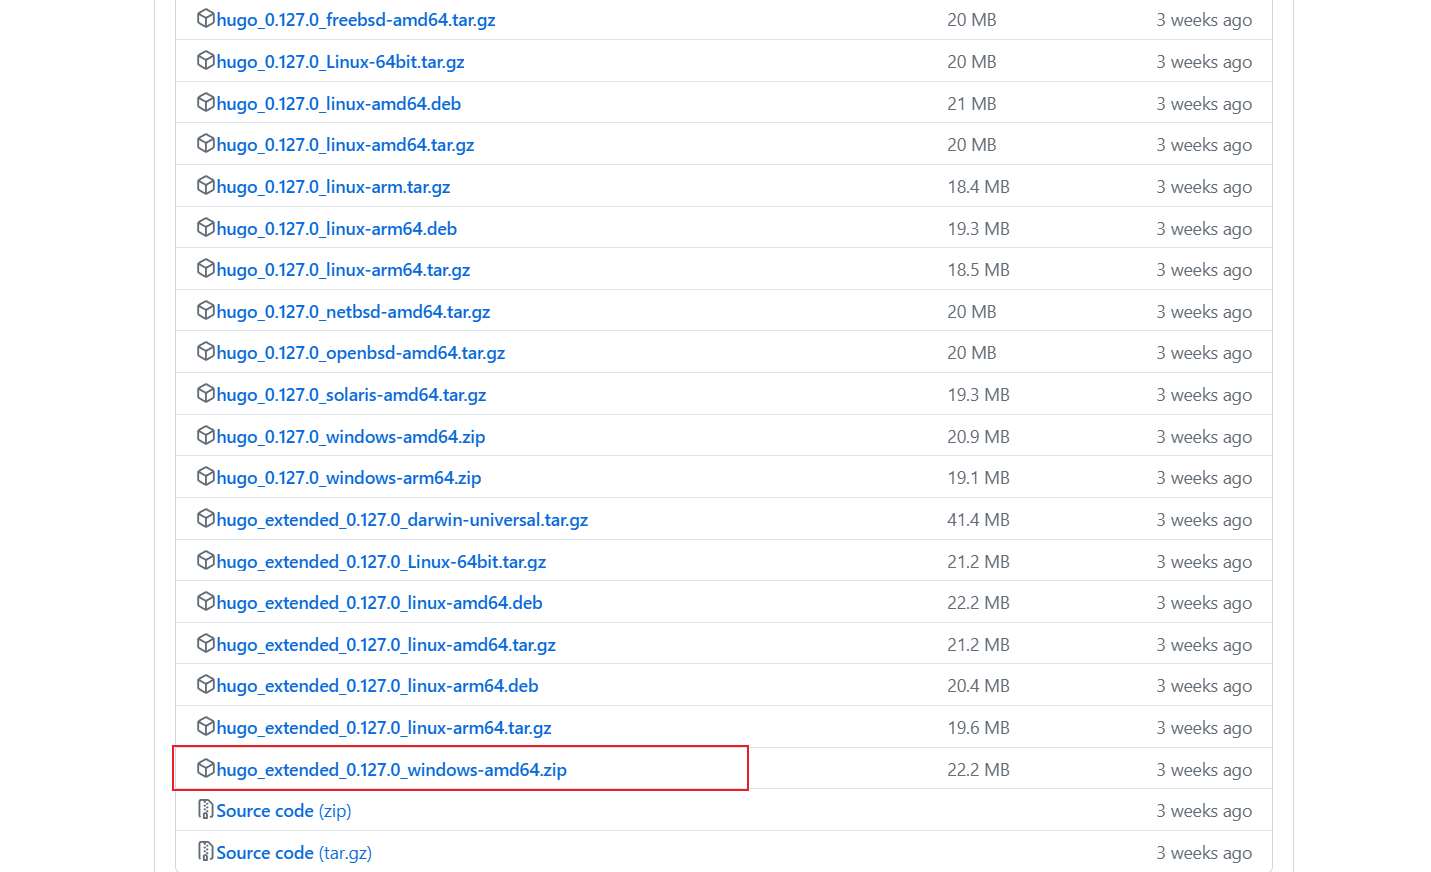 hugo_0.127.0_freebsd-amd64.tar.gz 20 MB 3 weeks ago
hugo_0.127.0_Linux-64bit.tar.gz 20 MB 3 weeks ago
hugo_0.127.0_linux-amd64.deb 21 MB 3 weeks ago
hugo_0.127.0_linux-amd64.tar.gz 20 MB 3 weeks ago
hugo_0.127.0_linux-arm.tar.gz 18.4 MB 3 weeks ago
hugo_0.127.0_linux-arm64.deb 19.3 MB 3 weeks ago
hugo_0.127.0_linux-arm64.tar.gz 18.5 MB 3 weeks ago
hugo_0.127.0_netbsd-amd64.tar.gz 20 MB 3 weeks ago
hugo_0.127.0_openbsd-amd64.tar.gz 20 MB 3 weeks ago
hugo_0.127.0_solaris-amd64.tar.gz 19.3 MB 3 weeks ago
hugo_0.127.0_windows-amd64.zip 20.9 MB 3 weeks ago
hugo_0.127.0_windows-arm64.zip 19.1 MB 3 weeks ago
hugo_extended_0.127.0_darwin-universal.tar.gz 41.4 MB 3 weeks ago
hugo_extended_0.127.0_Linux-64bit.tar.gz 21.2 MB 3 weeks ago
hugo_extended_0.127.0_linux-amd64.deb 22.2 MB 3 weeks ago
hugo_extended_0.127.0_linux-amd64.tar.gz 21.2 MB 3 weeks ago
hugo_extended_0.127.0_linux-arm64.deb 20.4 MB 3 weeks ago
hugo_extended_0.127.0_linux-arm64.tar.gz 19.6 MB 3 weeks ago
hugo_extended_0.127.0_windows-amd64.zip 22.2 MB 3 weeks ago
Source code (zip) 3 weeks ago
Source code (tar.gz) 3 weeks ago